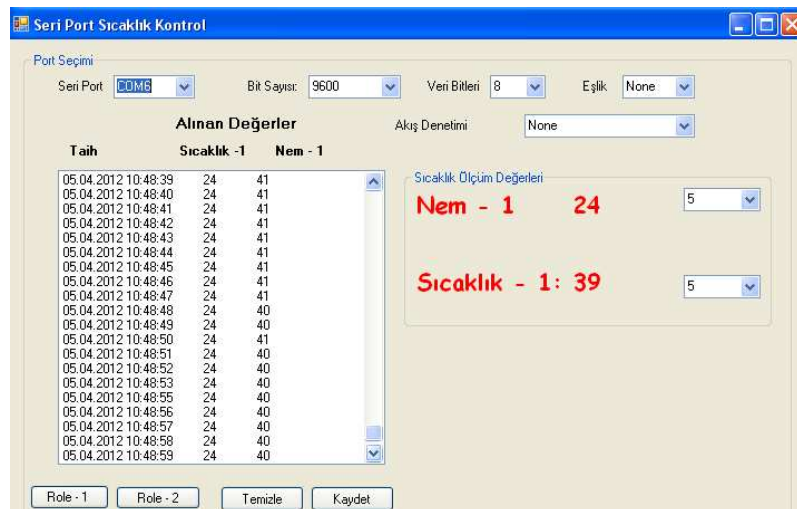 Seri Port Sıcaklık Kontrol
Port Seçimi
Seri Port COM6 Bit Sayısı: 9600 Veri Bitleri 8 Eşlik None
Alınan Değerler Akış Denetimi None
Taih Sıcaklık -1 Nem - 1
05.04.2012 10:48:39 24 41
05.04.2012 10:48:40 24 41
05.04.2012 10:48:41 24 41
05.04.2012 10:48:42 24 41
05.04.2012 10:48:43 24 41
05.04.2012 10:48:44 24 41
05.04.2012 10:48:45 24 41
05.04.2012 10:48:46 24 41
05.04.2012 10:48:47 24 41
05.04.2012 10:48:48 24 40
05.04.2012 10:48:49 24 40
05.04.2012 10:48:50 24 41
05.04.2012 10:48:51 24 40
05.04.2012 10:48:52 24 40
05.04.2012 10:48:53 24 40
05.04.2012 10:48:55 24 40
05.04.2012 10:48:56 24 40
05.04.2012 10:48:57 24 40
05.04.2012 10:48:58 24 40
05.04.2012 10:48:59 24 40
Sıcaklık Ölçüm Değerleri
Nem - 1 24 5
Sıcaklık - 1: 39 5
Role - 1 Role - 2 Temizle Kaydet